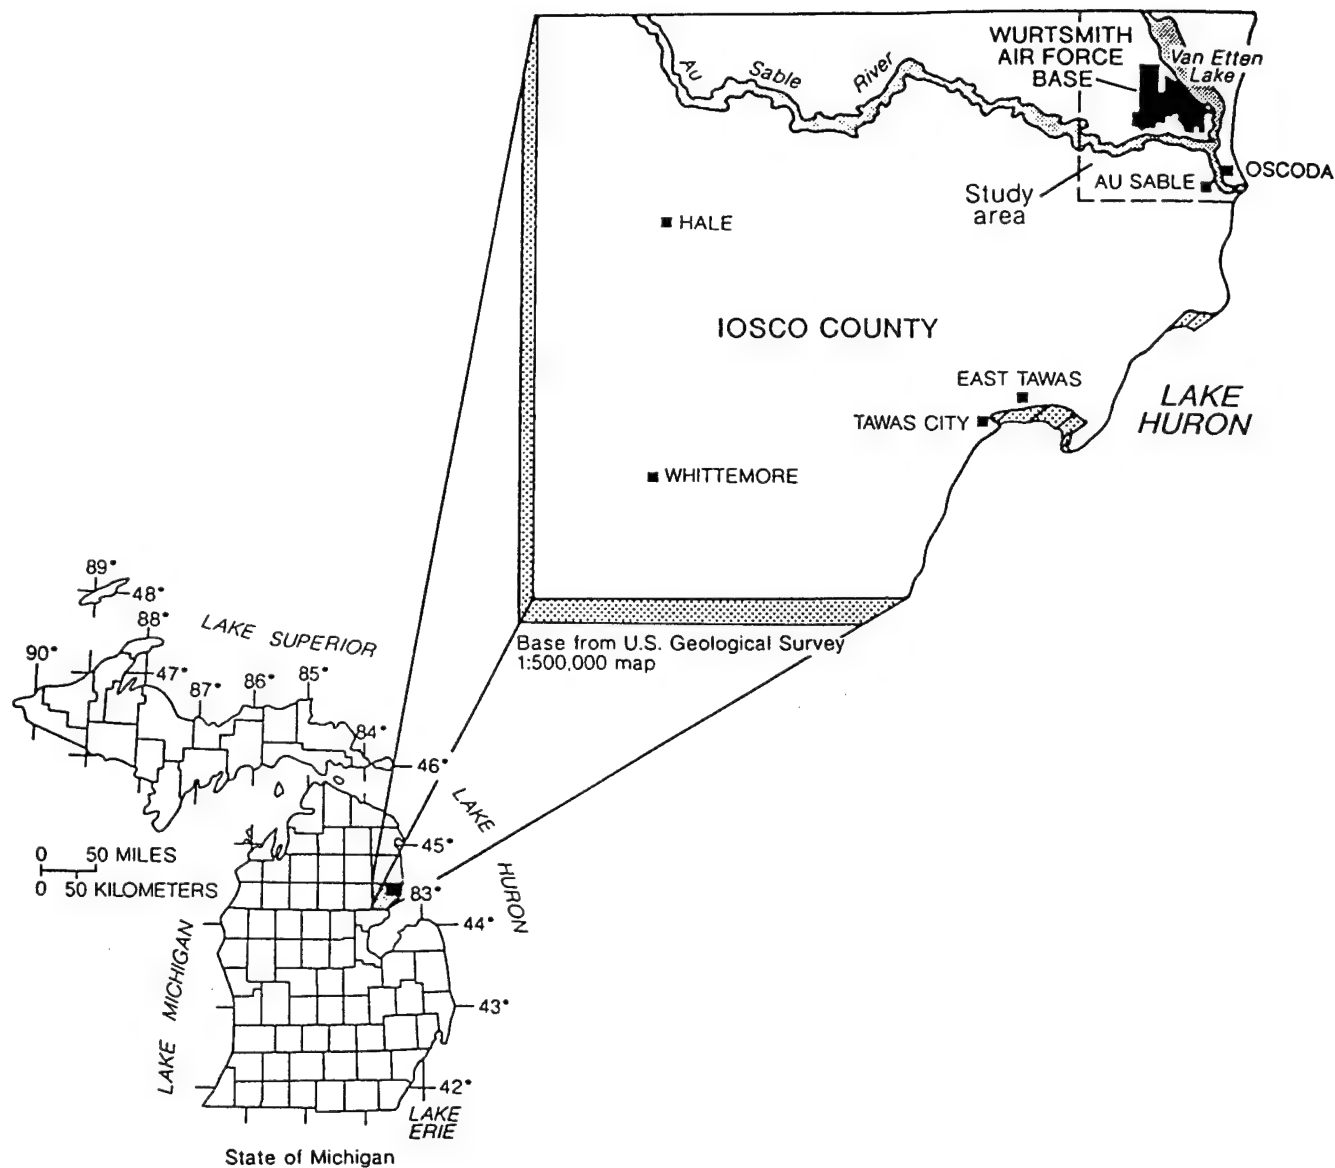 WURTSMITH
AIR FORCE
BASE
Van Etten
Lake
Au Sable River
OSCODA
AU SABLE
Study
area
HALE
IOSCO COUNTY
EAST TAWAS
TAWAS CITY
LAKE
HURON
WHITTEMORE
Base from U.S. Geological Survey
1:500,000 map
89°
48°
88°
LAKE SUPERIOR
90°
47°
87°
86°
85°
84°
46°
LAKE HURON
45°
0 50 MILES
0 50 KILOMETERS
83°
44°
LAKE MICHIGAN
43°
42°
LAKE
ERIE
State of Michigan